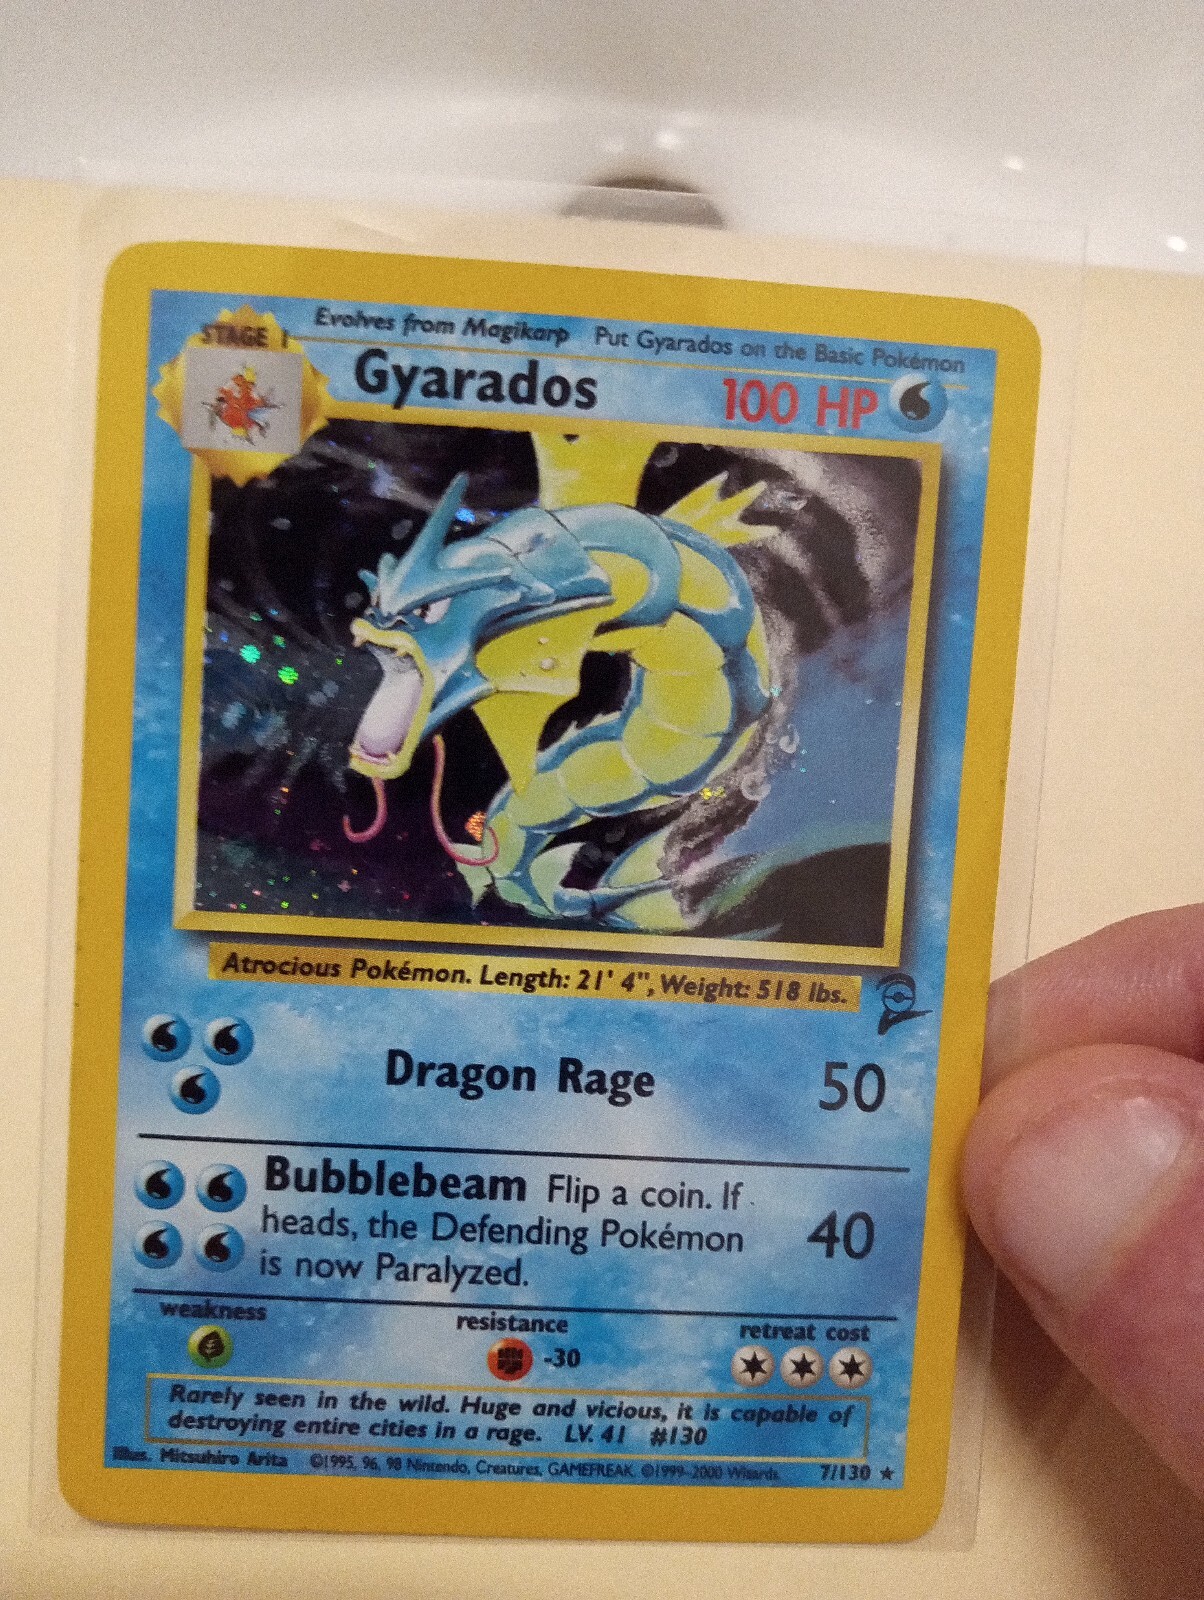 Evolves from Magikarp Put Gyarados on the Basic Pokémon
STAGE 1
Gyarados
100 HP
Atrocious Pokémon. Length: 21' 4", Weight: 518 lbs.
Dragon Rage 50
Bubblebeam Flip a coin. If
heads, the Defending Pokémon
is now Paralyzed.
40
weakness
resistance
retreat cost
-30
Rarely seen in the wild. Huge and vicious, it is capable of
destroying entire cities in a rage. LV. 41 #130
Illus. Mitsuhiro Arita ©1995, 96, 98 Nintendo, Creatures, GAMEFREAK. ©1999-2000 Wizards. 7/130 ★